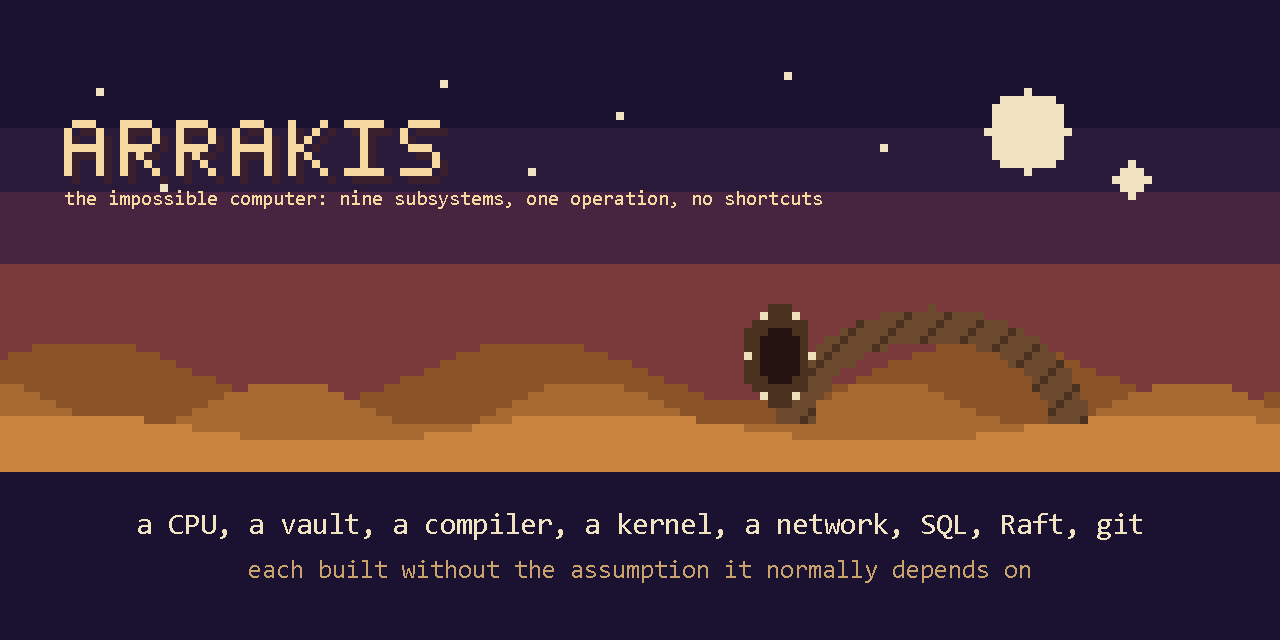 ARRAKIS
the impossible computer: nine subsystems, one operation, no shortcuts
a CPU, a vault, a compiler, a kernel, a network, SQL, Raft, git
each built without the assumption it normally depends on